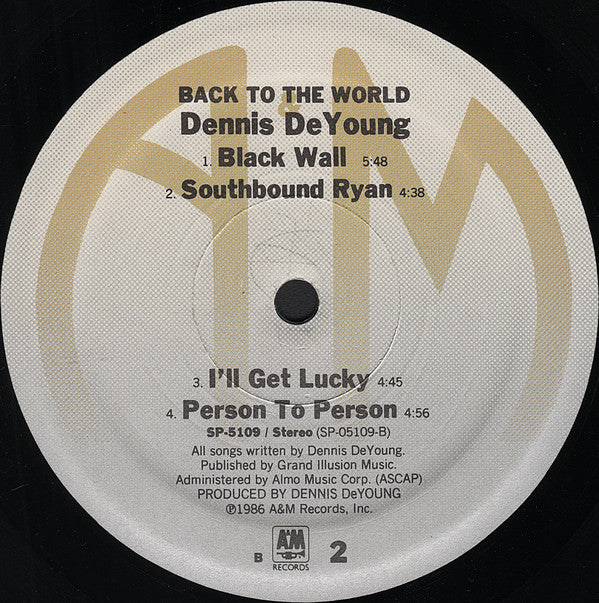 BACK TO THE WORLD
Dennis DeYoung
1. Black Wall 5:48
2. Southbound Ryan 4:38
3. I'll Get Lucky 4:45
4. Person To Person 4:56
SP-5109 / Stereo (SP-05109-B)
All songs written by Dennis DeYoung.
Published by Grand Illusion Music.
Administered by Almo Music Corp. (ASCAP)
PRODUCED BY DENNIS DeYOUNG
℗1986 A&M Records, Inc.
B A&M RECORDS 2